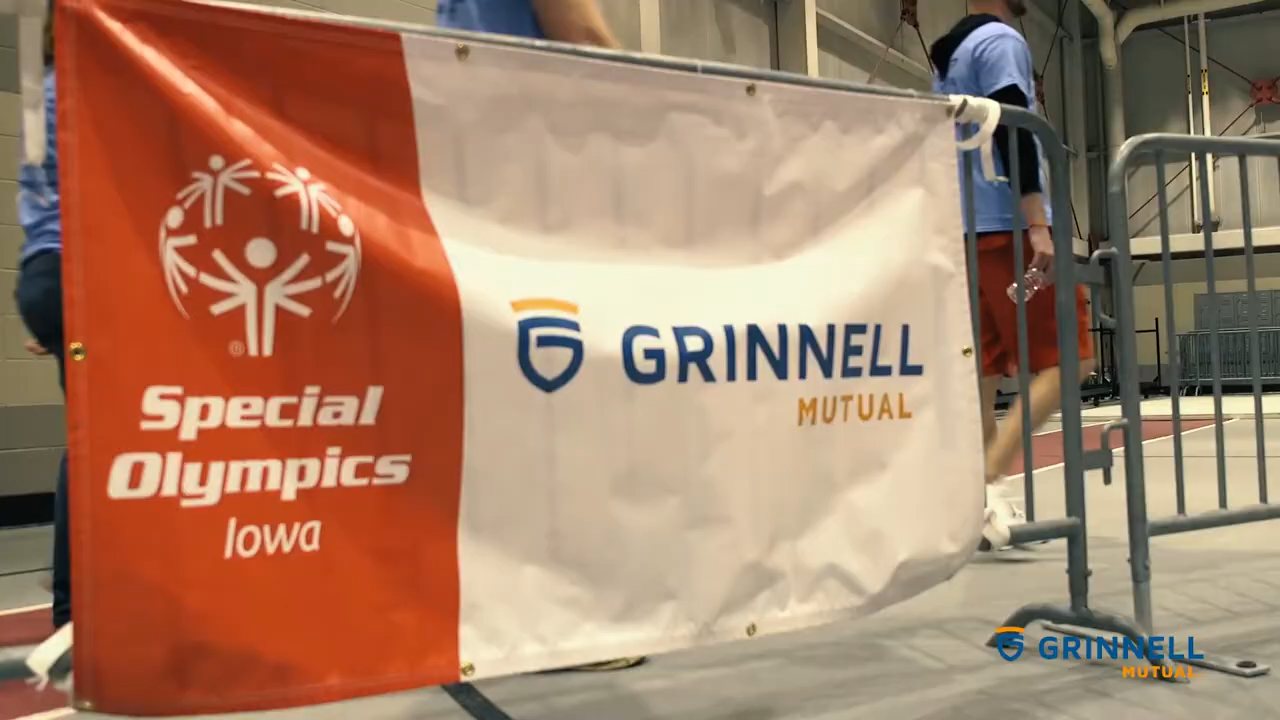 Special
Olympics
Iowa
GRINNELL
MUTUAL
GRINNELL
MUTUAL